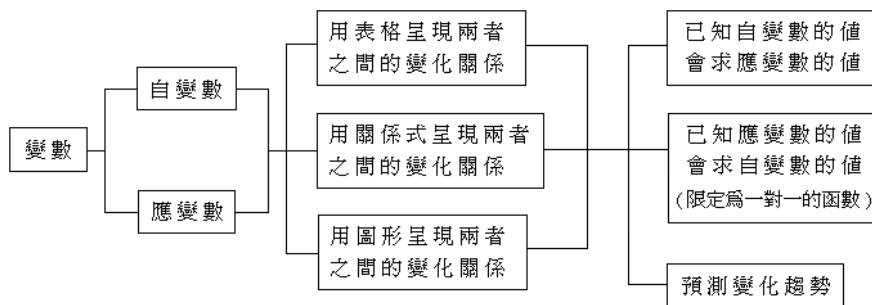 變數
自變數
應變數
用表格呈現兩者
之間的變化關係
用關係式呈現兩者
之間的變化關係
用圖形呈現兩者
之間的變化關係
已知自變數的值
會求應變數的值
已知應變數的值
會求自變數的值
(限定為一對一的函數)
預測變化趨勢